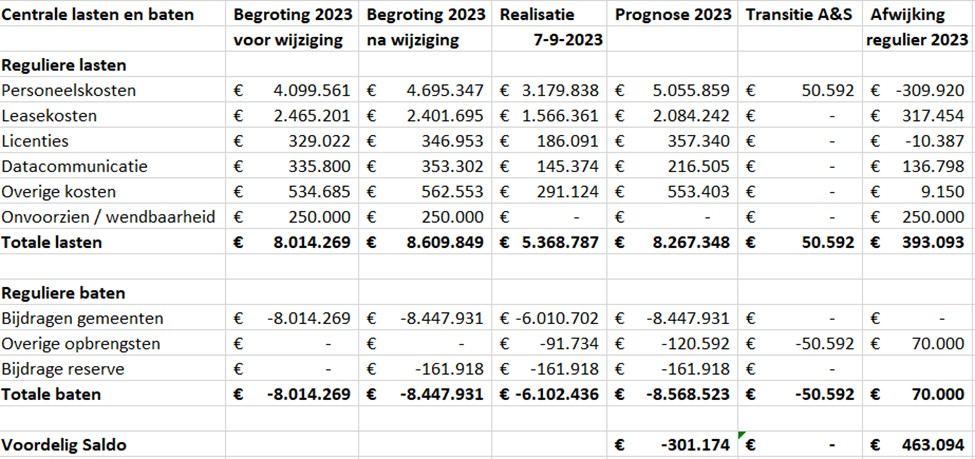 Centrale lasten en baten Begroting 2023 Begroting 2023 Realisatie Prognose 2023 Transitie A&S Afwijking
voor wijziging na wijziging 7-9-2023 regulier 2023
Reguliere lasten
Personeelskosten € 4.099.561 € 4.695.347 € 3.179.838 € 5.055.859 € 50.592 € -309.920
Leasekosten € 2.465.201 € 2.401.695 € 1.566.361 € 2.084.242 € - € 317.454
Licenties € 329.022 € 346.953 € 186.091 € 357.340 € - € -10.387
Datacommunicatie € 335.800 € 353.302 € 145.374 € 216.505 € - € 136.798
Overige kosten € 534.685 € 562.553 € 291.124 € 553.403 € - € 9.150
Onvoorzien / wendbaarheid € 250.000 € 250.000 € - € - € - € 250.000
Totale lasten € 8.014.269 € 8.609.849 € 5.368.787 € 8.267.348 € 50.592 € 393.093
Reguliere baten
Bijdragen gemeenten € -8.014.269 € -8.447.931 € -6.010.702 € -8.447.931 € - € -
Overige opbrengsten € - € - € -91.734 € -120.592 € -50.592 € 70.000
Bijdrage reserve € - € -161.918 € -161.918 € -161.918 € - €
Totale baten € -8.014.269 € -8.447.931 € -6.102.436 € -8.568.523 € -50.592 € 70.000
Voordelig Saldo € -301.174 € - € 463.094